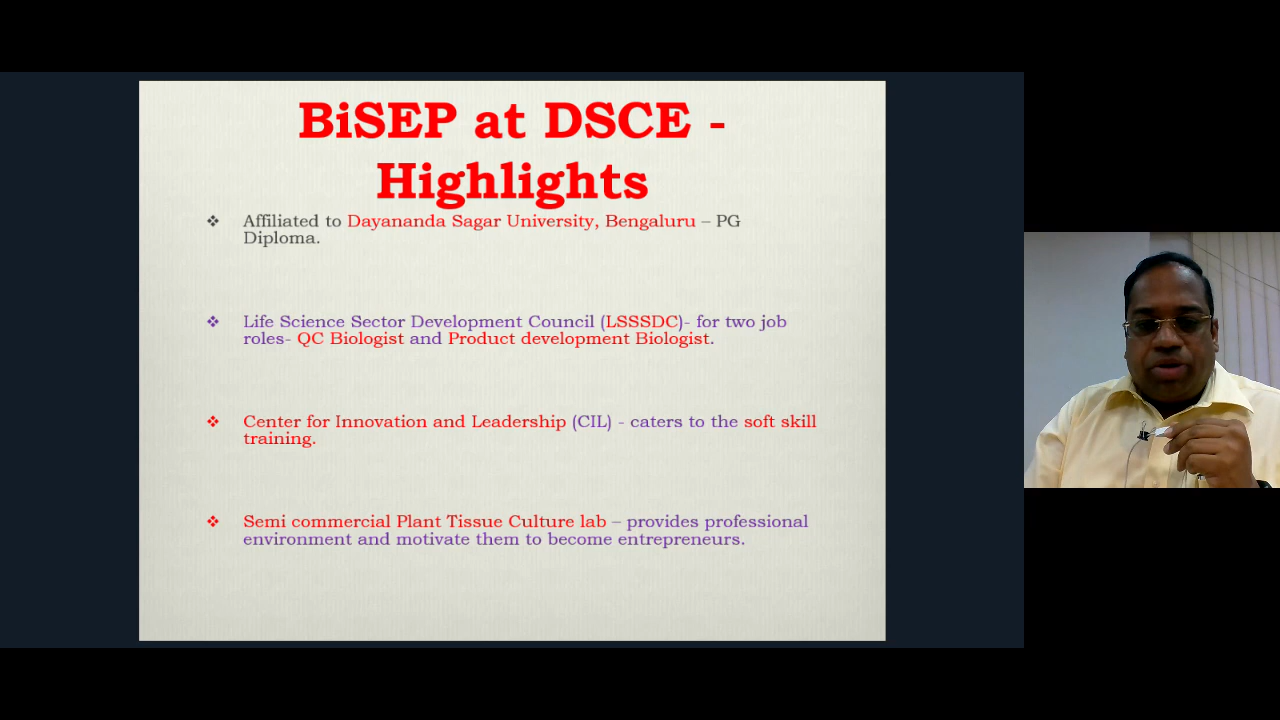 BiSEP at DSCE -
Highlights
❖ Affiliated to Dayananda Sagar University, Bengaluru – PG
Diploma.
❖ Life Science Sector Development Council (LSSSDC)- for two job
roles- QC Biologist and Product development Biologist.
❖ Center for Innovation and Leadership (CIL) - caters to the soft skill
training.
❖ Semi commercial Plant Tissue Culture lab – provides professional
environment and motivate them to become entrepreneurs.